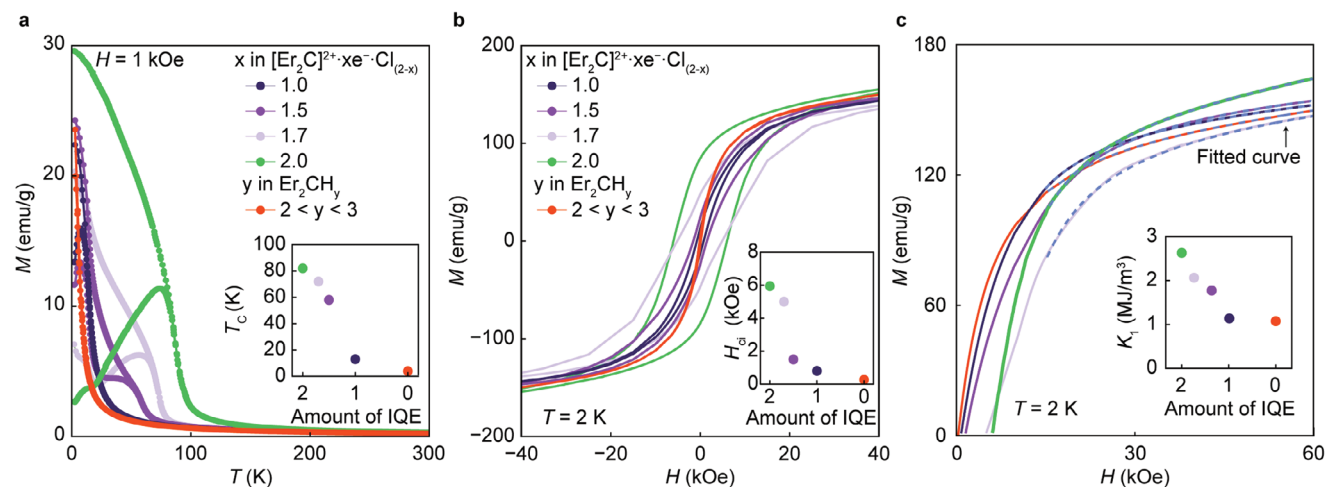 a
30
20
10
0
M (emu/g)
H = 1 kOe
x in [Er₂C]²⁺·xe⁻·Cl₍₂₋ₓ₎
1.0
1.5
1.7
2.0
y in Er₂CHᵧ
2 < y < 3
100
80
60
40
20
0
T_C (K)
2 1 0
Amount of IQE
0 100 200 300
T (K)
b
200
100
0
−100
−200
M (emu/g)
x in [Er₂C]²⁺·xe⁻·Cl₍₂₋ₓ₎
1.0
1.5
1.7
2.0
y in Er₂CHᵧ
2 < y < 3
8
6
4
2
0
H_ci (kOe)
2 1 0
Amount of IQE
T = 2 K
−40 −20 0 20 40
H (kOe)
c
180
120
60
0
M (emu/g)
Fitted curve
3
2
1
0
K₁ (MJ/m³)
2 1 0
Amount of IQE
T = 2 K
0 30 60
H (kOe)